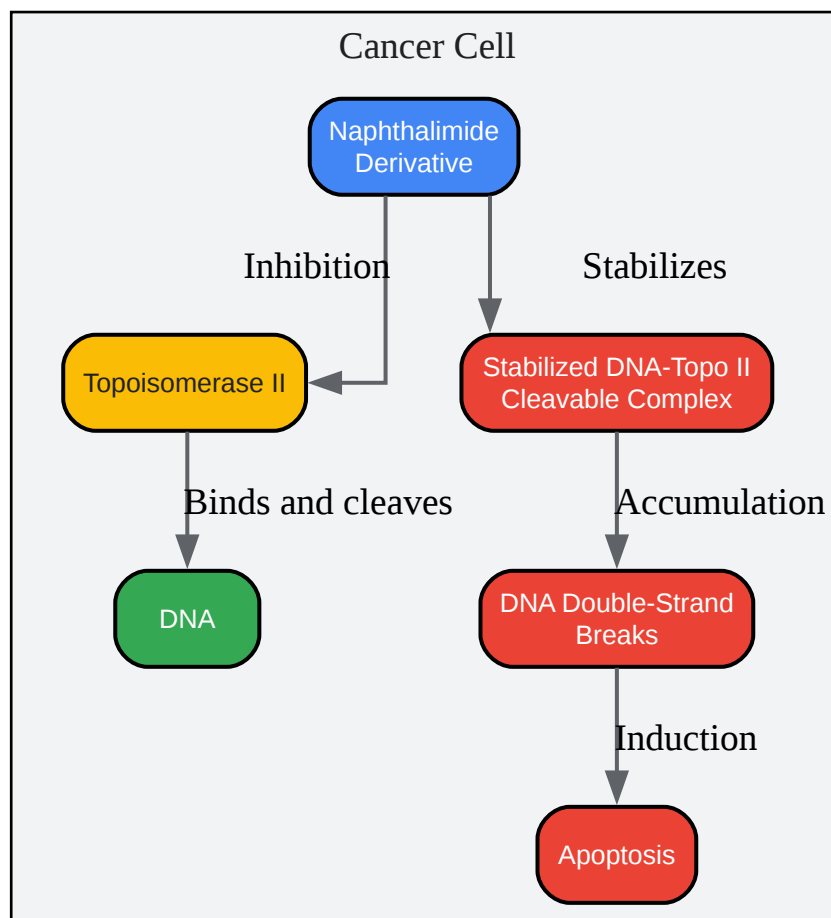 Cancer Cell
Naphthalimide
Derivative
Inhibition
Stabilizes
Topoisomerase II
Stabilized DNA-Topo II
Cleavable Complex
Binds and cleaves
Accumulation
DNA
DNA Double-Strand
Breaks
Induction
Apoptosis